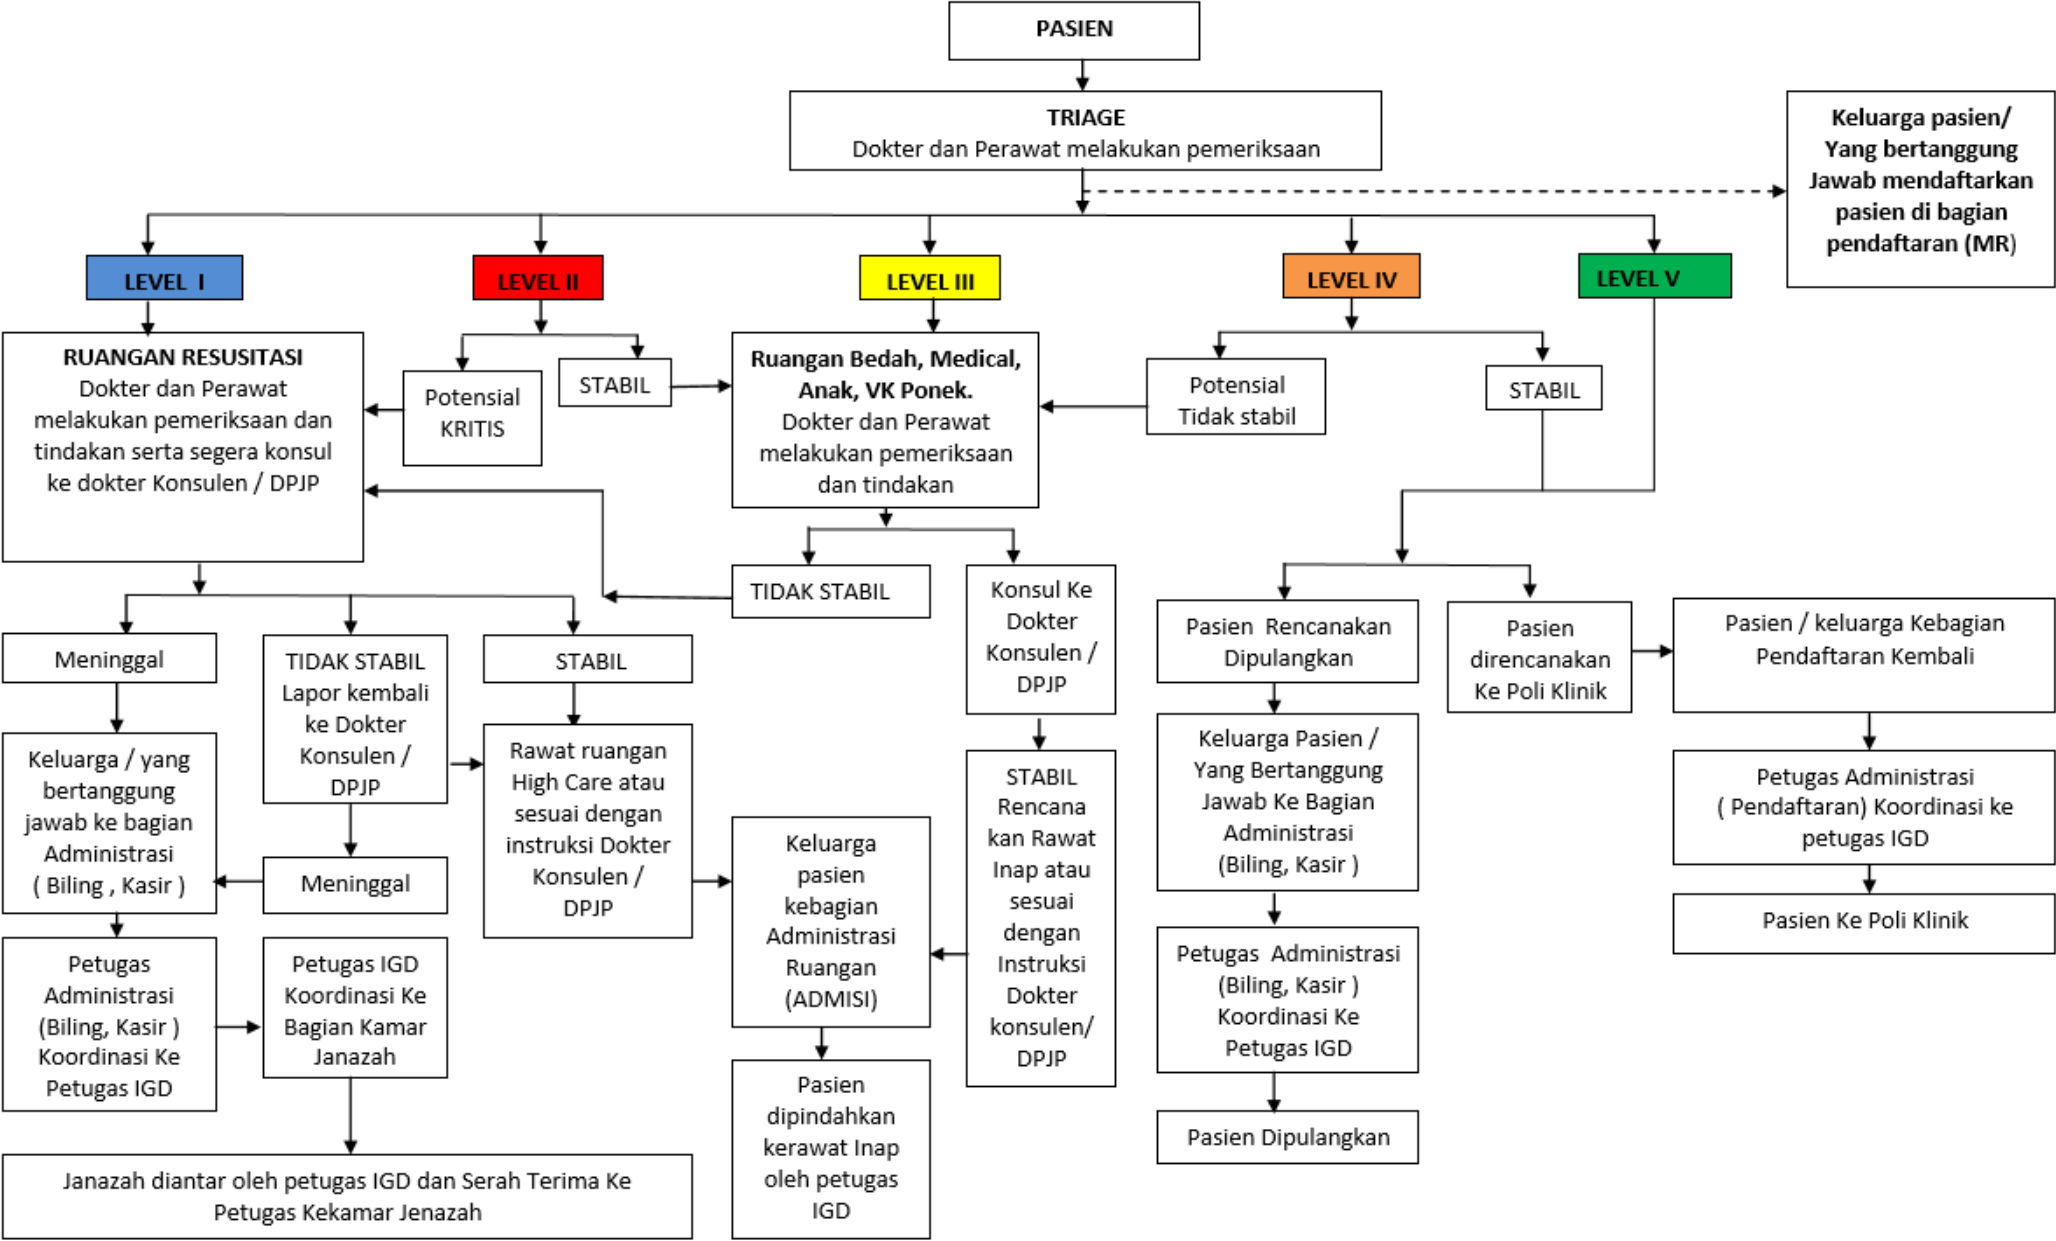 PASIEN
TRIAGE
Dokter dan Perawat melakukan pemeriksaan
Keluarga pasien/
Yang bertanggung
Jawab mendaftarkan
pasien di bagian
pendaftaran (MR)
LEVEL I
LEVEL II
LEVEL III
LEVEL IV
LEVEL V
RUANGAN RESUSITASI
Dokter dan Perawat
melakukan pemeriksaan dan
tindakan serta segera konsul
ke dokter Konsulen / DPJP
Potensial
KRITIS
STABIL
Ruangan Bedah, Medical,
Anak, VK Ponek.
Dokter dan Perawat
melakukan pemeriksaan
dan tindakan
Potensial
Tidak stabil
STABIL
TIDAK STABIL
Konsul Ke
Dokter
Konsulen /
DPJP
Pasien Rencanakan
Dipulangkan
Pasien
direncanakan
Ke Poli Klinik
Pasien / keluarga Kebagian
Pendaftaran Kembali
Meninggal
TIDAK STABIL
Lapor kembali
ke Dokter
Konsulen /
DPJP
STABIL
Keluarga / yang
bertanggung
jawab ke bagian
Administrasi
( Biling , Kasir )
Meninggal
Rawat ruangan
High Care atau
sesuai dengan
instruksi Dokter
Konsulen /
DPJP
Keluarga
pasien
kebagian
Administrasi
Ruangan
(ADMISI)
STABIL
Rencana
kan Rawat
Inap atau
sesuai
dengan
Instruksi
Dokter
konsulen/
DPJP
Keluarga Pasien /
Yang Bertanggung
Jawab Ke Bagian
Administrasi
(Biling, Kasir )
Petugas Administrasi
( Pendaftaran) Koordinasi ke
petugas IGD
Pasien Ke Poli Klinik
Petugas
Administrasi
(Biling, Kasir )
Koordinasi Ke
Petugas IGD
Petugas IGD
Koordinasi Ke
Bagian Kamar
Janazah
Petugas Administrasi
(Biling, Kasir )
Koordinasi Ke
Petugas IGD
Pasien
dipindahkan
kerawat Inap
oleh petugas
IGD
Pasien Dipulangkan
Janazah diantar oleh petugas IGD dan Serah Terima Ke
Petugas Kekamar Jenazah